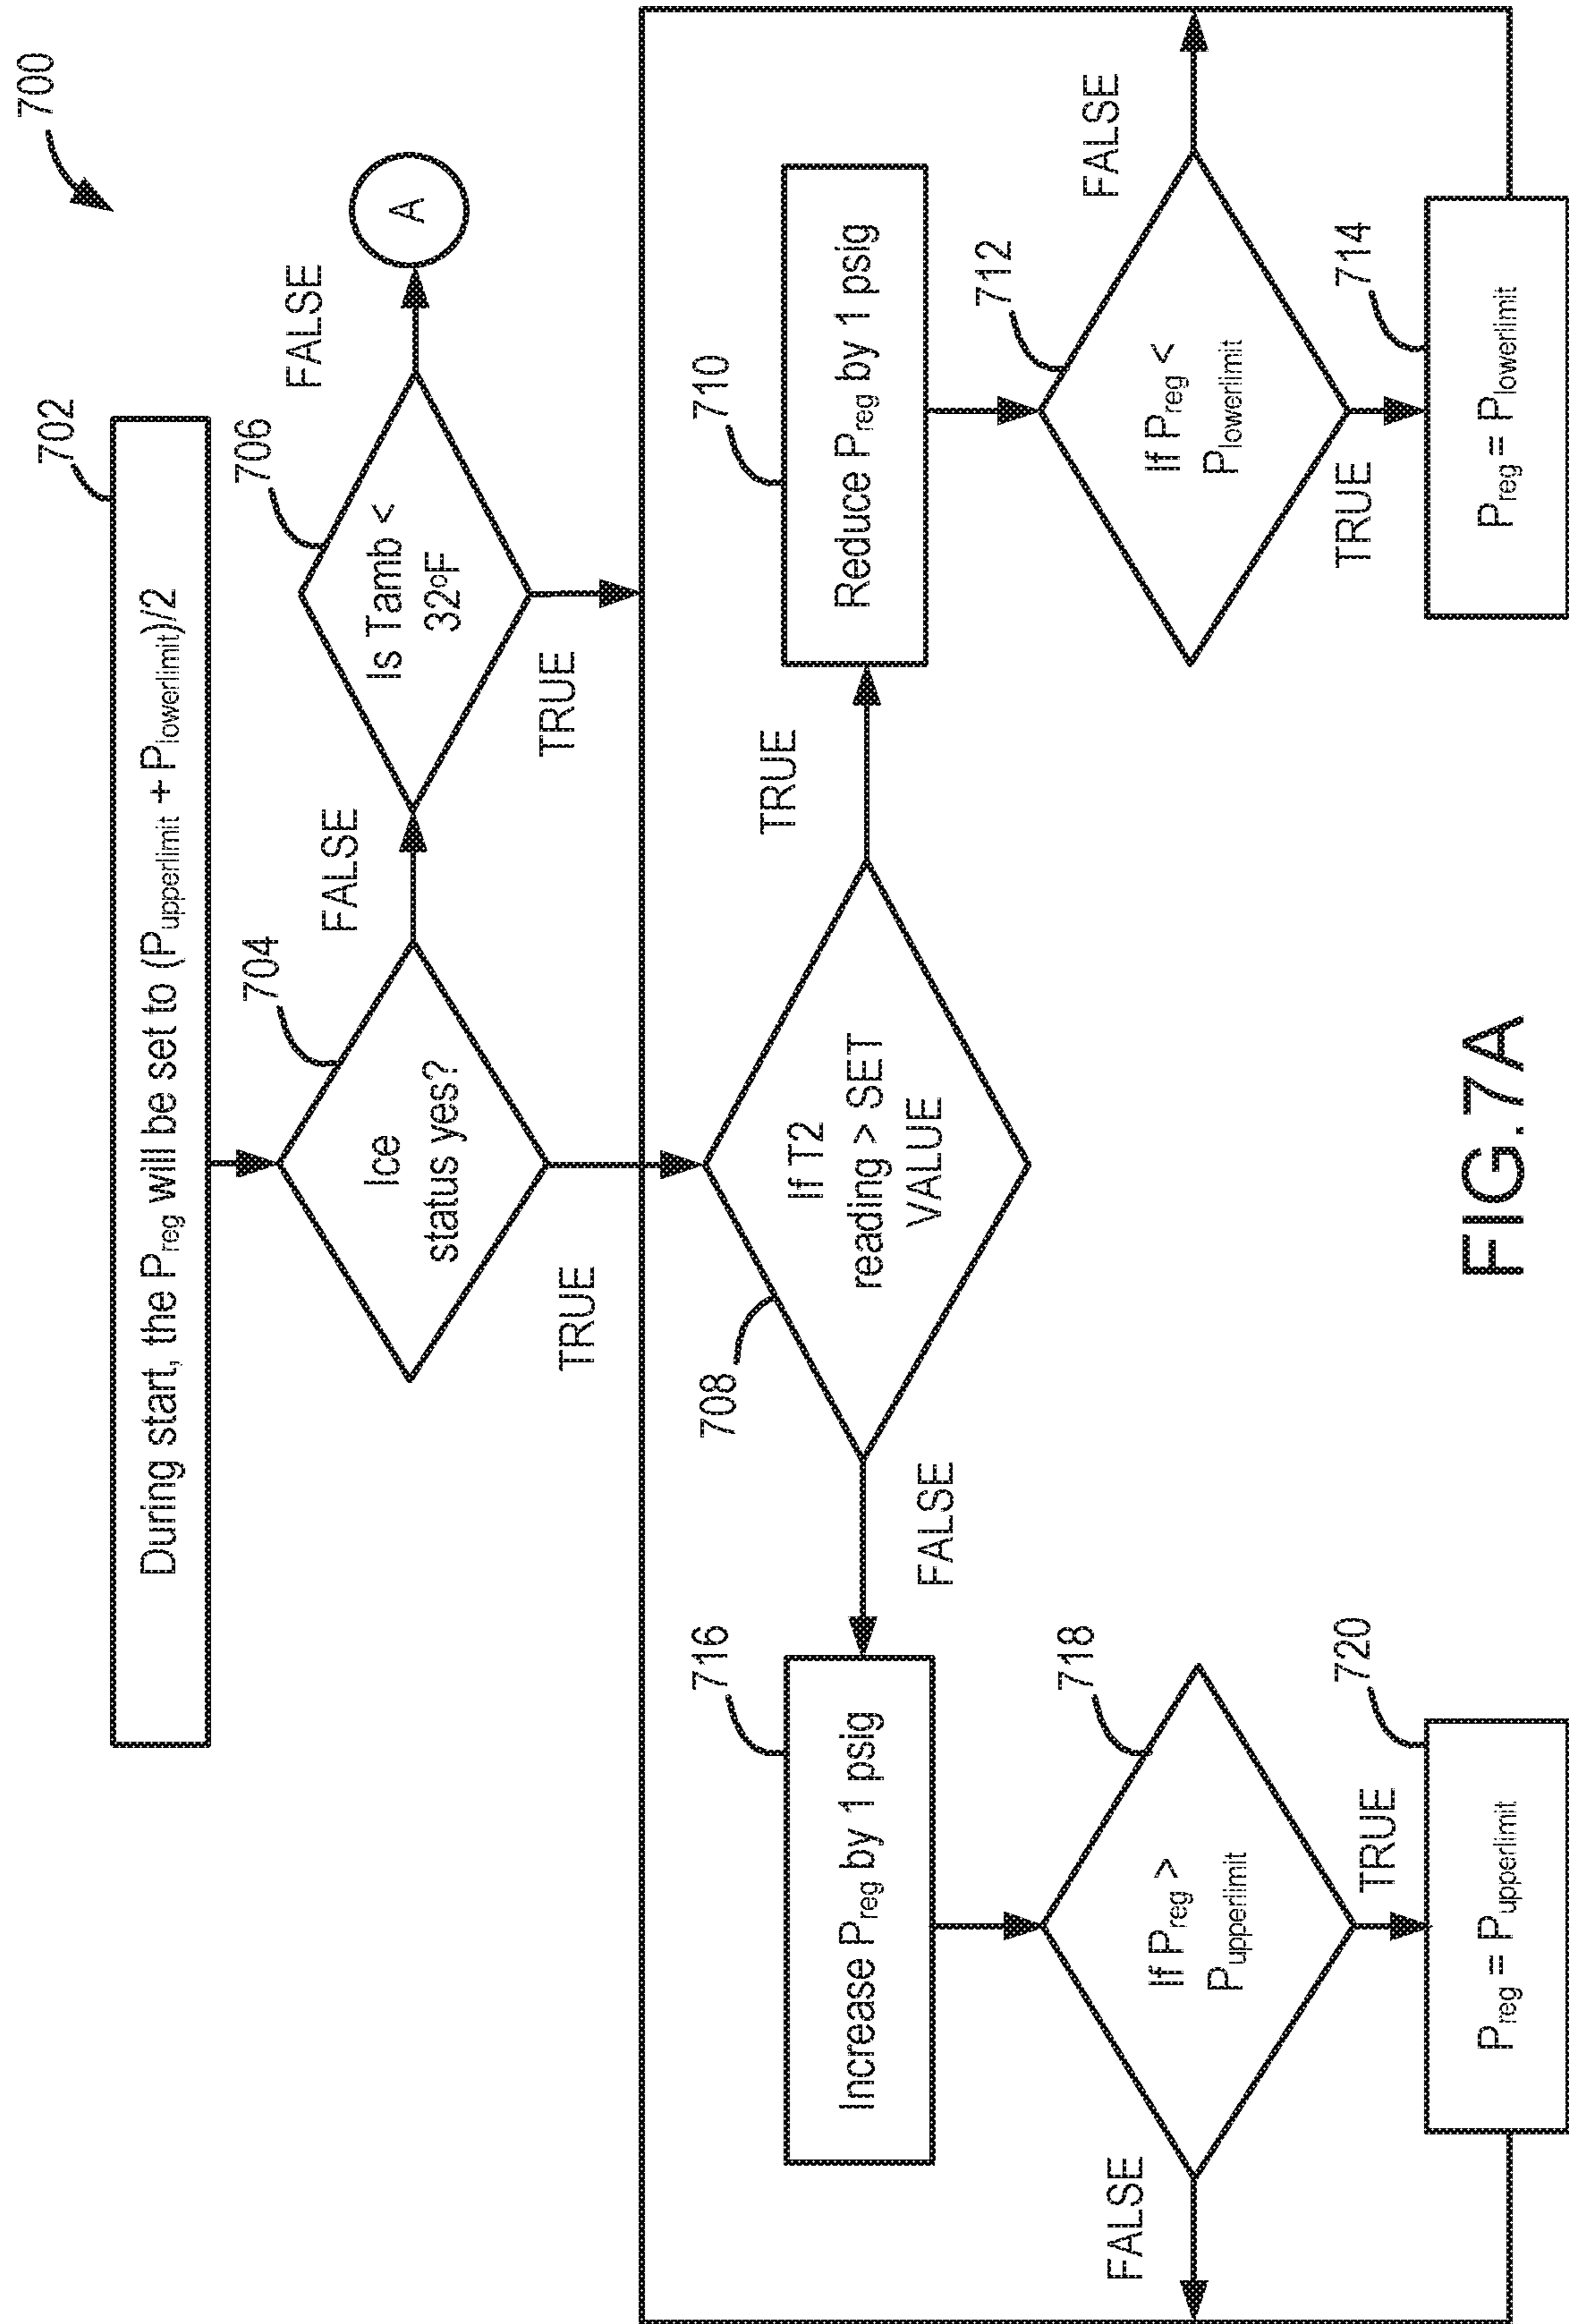 700
702
During start, the Preg will be set to (Pupperlimit + Plowerlimit)/2
704
Ice
status yes?
FALSE
706
Is Tamb <
32ºF
FALSE
A
TRUE
TRUE
708
If T2
reading > SET
VALUE
TRUE
710
Reduce Preg by 1 psig
712
If Preg <
Plowerlimit
FALSE
TRUE
714
Preg = Plowerlimit
FALSE
716
Increase Preg by 1 psig
718
If Preg >
Pupperlimit
FALSE
TRUE
720
Preg = Pupperlimit
FIG.7A